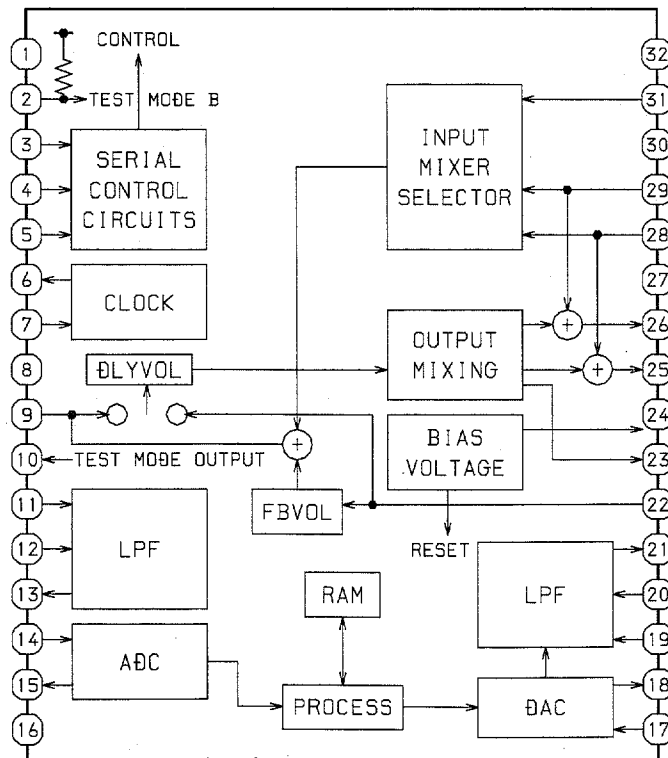 CONTROL
1
32
2
TEST MODE B
31
3
SERIAL
CONTROL
CIRCUITS
INPUT
MIXER
SELECTOR
30
4
29
5
28
6
CLOCK
27
7
OUTPUT
MIXING
26
8
DLYVOL
25
9
BIAS
VOLTAGE
24
10
TEST MODE OUTPUT
23
11
FBVOL
22
12
LPF
RESET
21
13
RAM
LPF
20
14
ADC
19
15
PROCESS
DAC
18
16
17